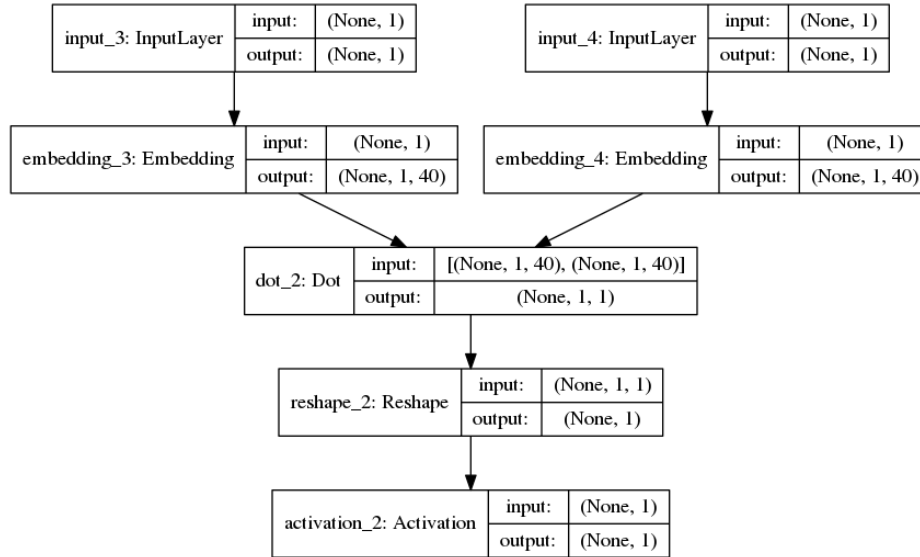 input_3: InputLayer input: (None, 1)
output: (None, 1)
input_4: InputLayer input: (None, 1)
output: (None, 1)
embedding_3: Embedding input: (None, 1)
output: (None, 1, 40)
embedding_4: Embedding input: (None, 1)
output: (None, 1, 40)
dot_2: Dot input: [(None, 1, 40), (None, 1, 40)]
output: (None, 1, 1)
reshape_2: Reshape input: (None, 1, 1)
output: (None, 1)
activation_2: Activation input: (None, 1)
output: (None, 1)